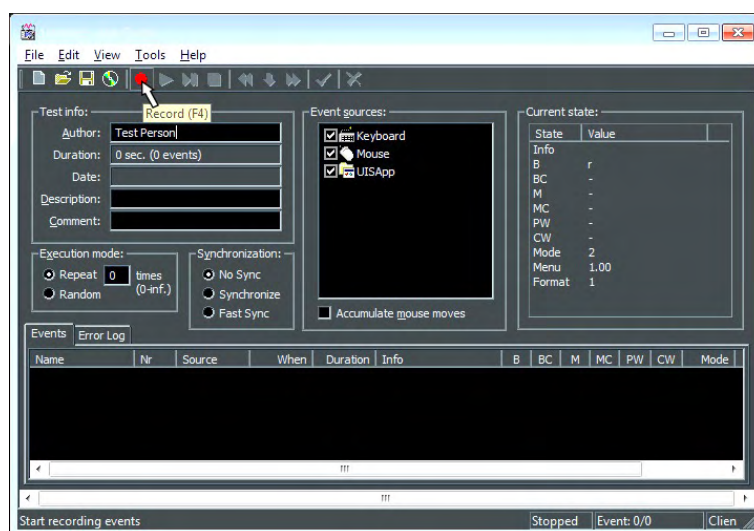 File Edit View Tools Help
Record (F4)
Test info:
Author: Test Person
Duration: 0 sec. (0 events)
Date:
Description:
Comment:
Event sources:
Keyboard
Mouse
UISApp
Accumulate mouse moves
Current state:
State Value
Info
B r
BC -
M -
MC -
PW -
CW -
Mode 2
Menu 1.00
Format 1
Execution mode:
Repeat 0 times
(0-inf.)
Random
Synchronization:
No Sync
Synchronize
Fast Sync
Events Error Log
Name Nr Source When Duration Info B BC M MC PW CW Mode
Start recording events Stopped Event: 0/0 Clien